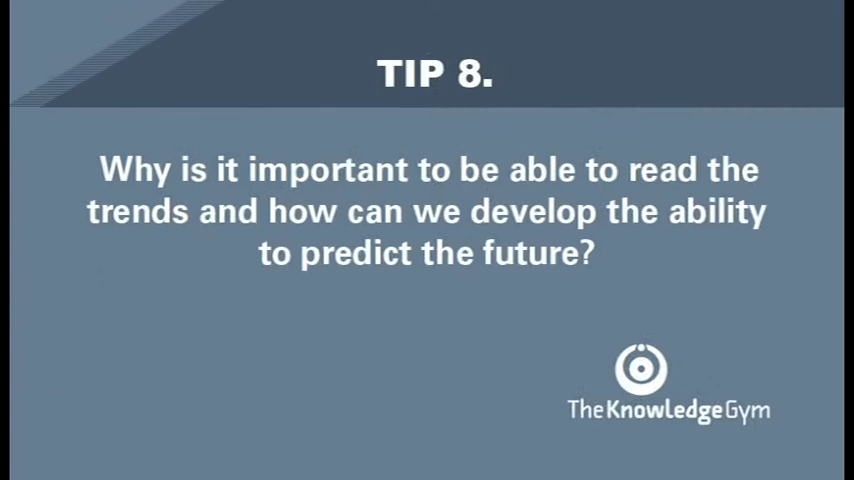 TIP 8.
Why is it important to be able to read the
trends and how can we develop the ability
to predict the future?
TheKnowledgeGym